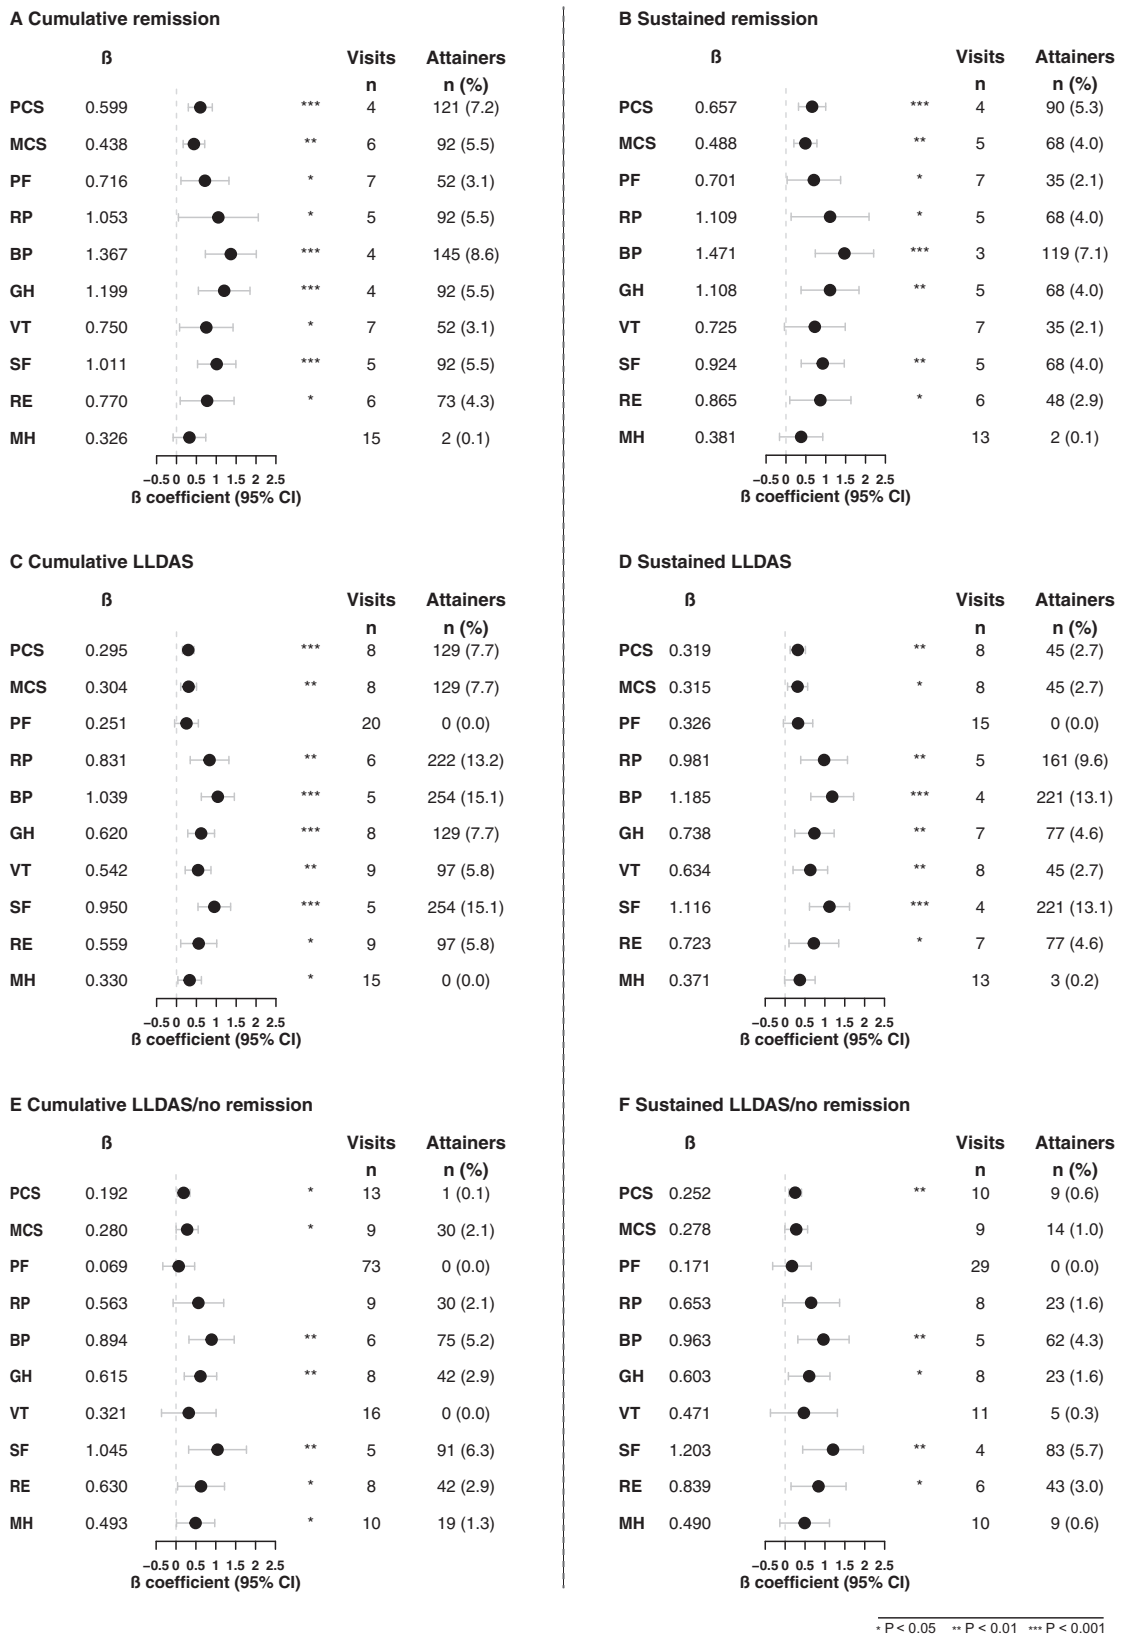 A Cumulative remission
ß Visits Attainers
n n (%)
PCS 0.599 *** 4 121 (7.2)
MCS 0.438 ** 6 92 (5.5)
PF 0.716 * 7 52 (3.1)
RP 1.053 * 5 92 (5.5)
BP 1.367 *** 4 145 (8.6)
GH 1.199 *** 4 92 (5.5)
VT 0.750 * 7 52 (3.1)
SF 1.011 *** 5 92 (5.5)
RE 0.770 * 6 73 (4.3)
MH 0.326 15 2 (0.1)
−0.5 0 0.5 1 1.5 2 2.5
ß coefficient (95% CI)
B Sustained remission
ß Visits Attainers
n n (%)
PCS 0.657 *** 4 90 (5.3)
MCS 0.488 ** 5 68 (4.0)
PF 0.701 * 7 35 (2.1)
RP 1.109 * 5 68 (4.0)
BP 1.471 *** 3 119 (7.1)
GH 1.108 ** 5 68 (4.0)
VT 0.725 7 35 (2.1)
SF 0.924 ** 5 68 (4.0)
RE 0.865 * 6 48 (2.9)
MH 0.381 13 2 (0.1)
−0.5 0 0.5 1 1.5 2 2.5
ß coefficient (95% CI)
C Cumulative LLDAS
ß Visits Attainers
n n (%)
PCS 0.295 *** 8 129 (7.7)
MCS 0.304 ** 8 129 (7.7)
PF 0.251 20 0 (0.0)
RP 0.831 ** 6 222 (13.2)
BP 1.039 *** 5 254 (15.1)
GH 0.620 *** 8 129 (7.7)
VT 0.542 ** 9 97 (5.8)
SF 0.950 *** 5 254 (15.1)
RE 0.559 * 9 97 (5.8)
MH 0.330 * 15 0 (0.0)
−0.5 0 0.5 1 1.5 2 2.5
ß coefficient (95% CI)
D Sustained LLDAS
ß Visits Attainers
n n (%)
PCS 0.319 ** 8 45 (2.7)
MCS 0.315 * 8 45 (2.7)
PF 0.326 15 0 (0.0)
RP 0.981 ** 5 161 (9.6)
BP 1.185 *** 4 221 (13.1)
GH 0.738 ** 7 77 (4.6)
VT 0.634 ** 8 45 (2.7)
SF 1.116 *** 4 221 (13.1)
RE 0.723 * 7 77 (4.6)
MH 0.371 13 3 (0.2)
−0.5 0 0.5 1 1.5 2 2.5
ß coefficient (95% CI)
E Cumulative LLDAS/no remission
ß Visits Attainers
n n (%)
PCS 0.192 * 13 1 (0.1)
MCS 0.280 * 9 30 (2.1)
PF 0.069 73 0 (0.0)
RP 0.563 9 30 (2.1)
BP 0.894 ** 6 75 (5.2)
GH 0.615 ** 8 42 (2.9)
VT 0.321 16 0 (0.0)
SF 1.045 ** 5 91 (6.3)
RE 0.630 * 8 42 (2.9)
MH 0.493 * 10 19 (1.3)
−0.5 0 0.5 1 1.5 2 2.5
ß coefficient (95% CI)
F Sustained LLDAS/no remission
ß Visits Attainers
n n (%)
PCS 0.252 ** 10 9 (0.6)
MCS 0.278 9 14 (1.0)
PF 0.171 29 0 (0.0)
RP 0.653 8 23 (1.6)
BP 0.963 ** 5 62 (4.3)
GH 0.603 * 8 23 (1.6)
VT 0.471 11 5 (0.3)
SF 1.203 ** 4 83 (5.7)
RE 0.839 * 6 43 (3.0)
MH 0.490 10 9 (0.6)
−0.5 0 0.5 1 1.5 2 2.5
ß coefficient (95% CI)
* P < 0.05 ** P < 0.01 *** P < 0.001